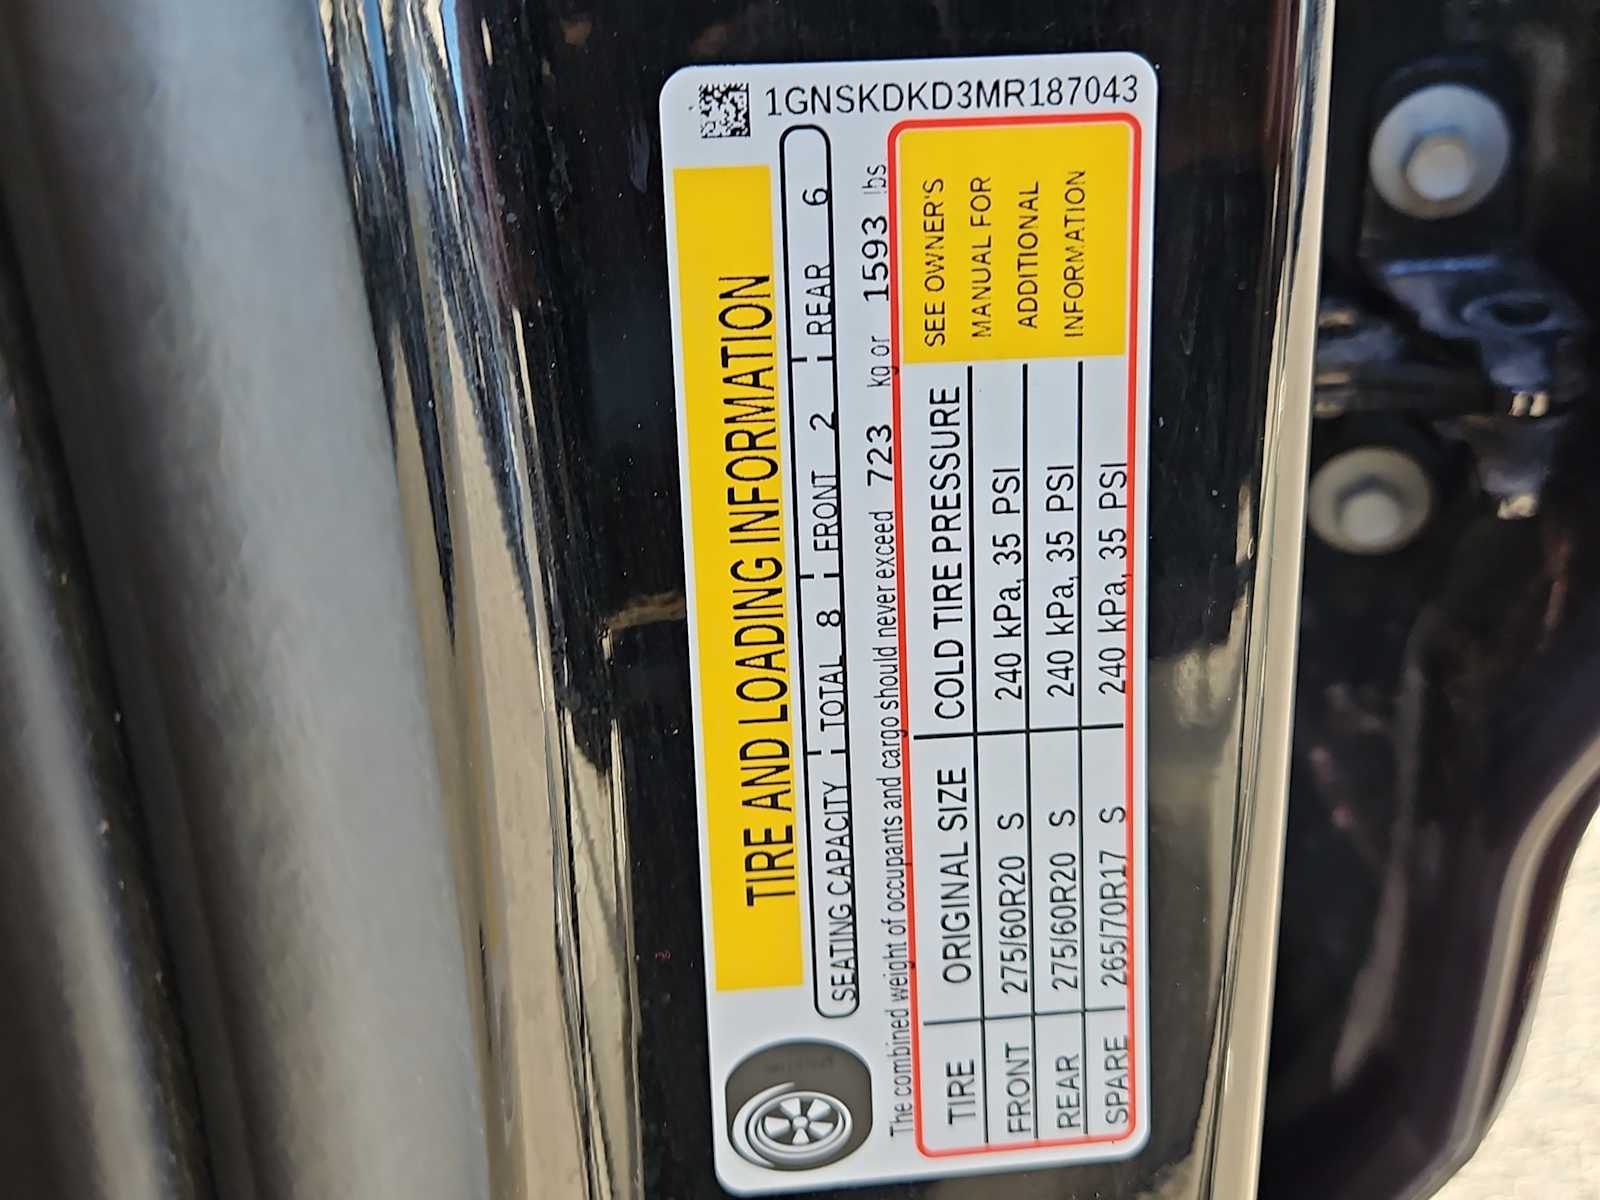 1GNSKDKD3MR187043
TIRE AND LOADING INFORMATION
SEATING CAPACITY TOTAL 8 FRONT 2 REAR 6
The combined weight of occupants and cargo should never exceed 723 kg or 1593 lbs
TIRE ORIGINAL SIZE COLD TIRE PRESSURE
FRONT 275/60R20 S 240 kPa, 35 PSI
REAR 275/60R20 S 240 kPa, 35 PSI
SPARE 265/70R17 S 240 kPa, 35 PSI
SEE OWNER'S
MANUAL FOR
ADDITIONAL
INFORMATION